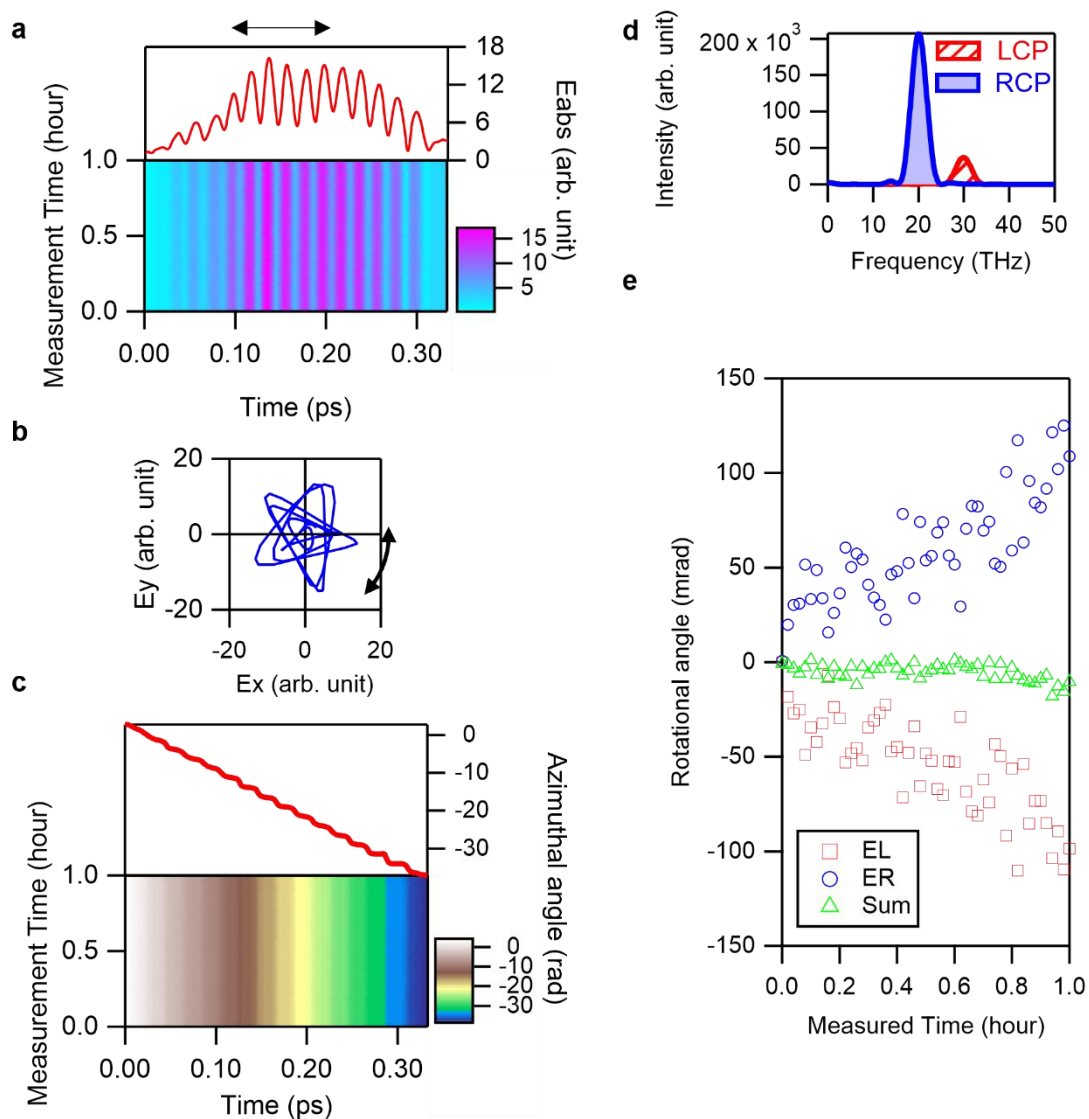 a
18
12
6
0
Eabs (arb. unit)
Measurement Time (hour)
1.0
0.5
0.0
15
10
5
0.00 0.10 0.20 0.30
Time (ps)
b
20
0
-20
Ey (arb. unit)
-20 0 20
Ex (arb. unit)
c
0
-10
-20
-30
Azimuthal angle (rad)
Measurement Time (hour)
1.0
0.5
0.0
0
-10
-20
-30
0.00 0.10 0.20 0.30
Time (ps)
d
200 x 10³
150
100
50
0
Intensity (arb. unit)
LCP
RCP
0 10 20 30 40 50
Frequency (THz)
e
150
100
50
0
-50
-100
-150
Rotational angle (mrad)
EL
ER
Sum
0.0 0.2 0.4 0.6 0.8 1.0
Measured Time (hour)